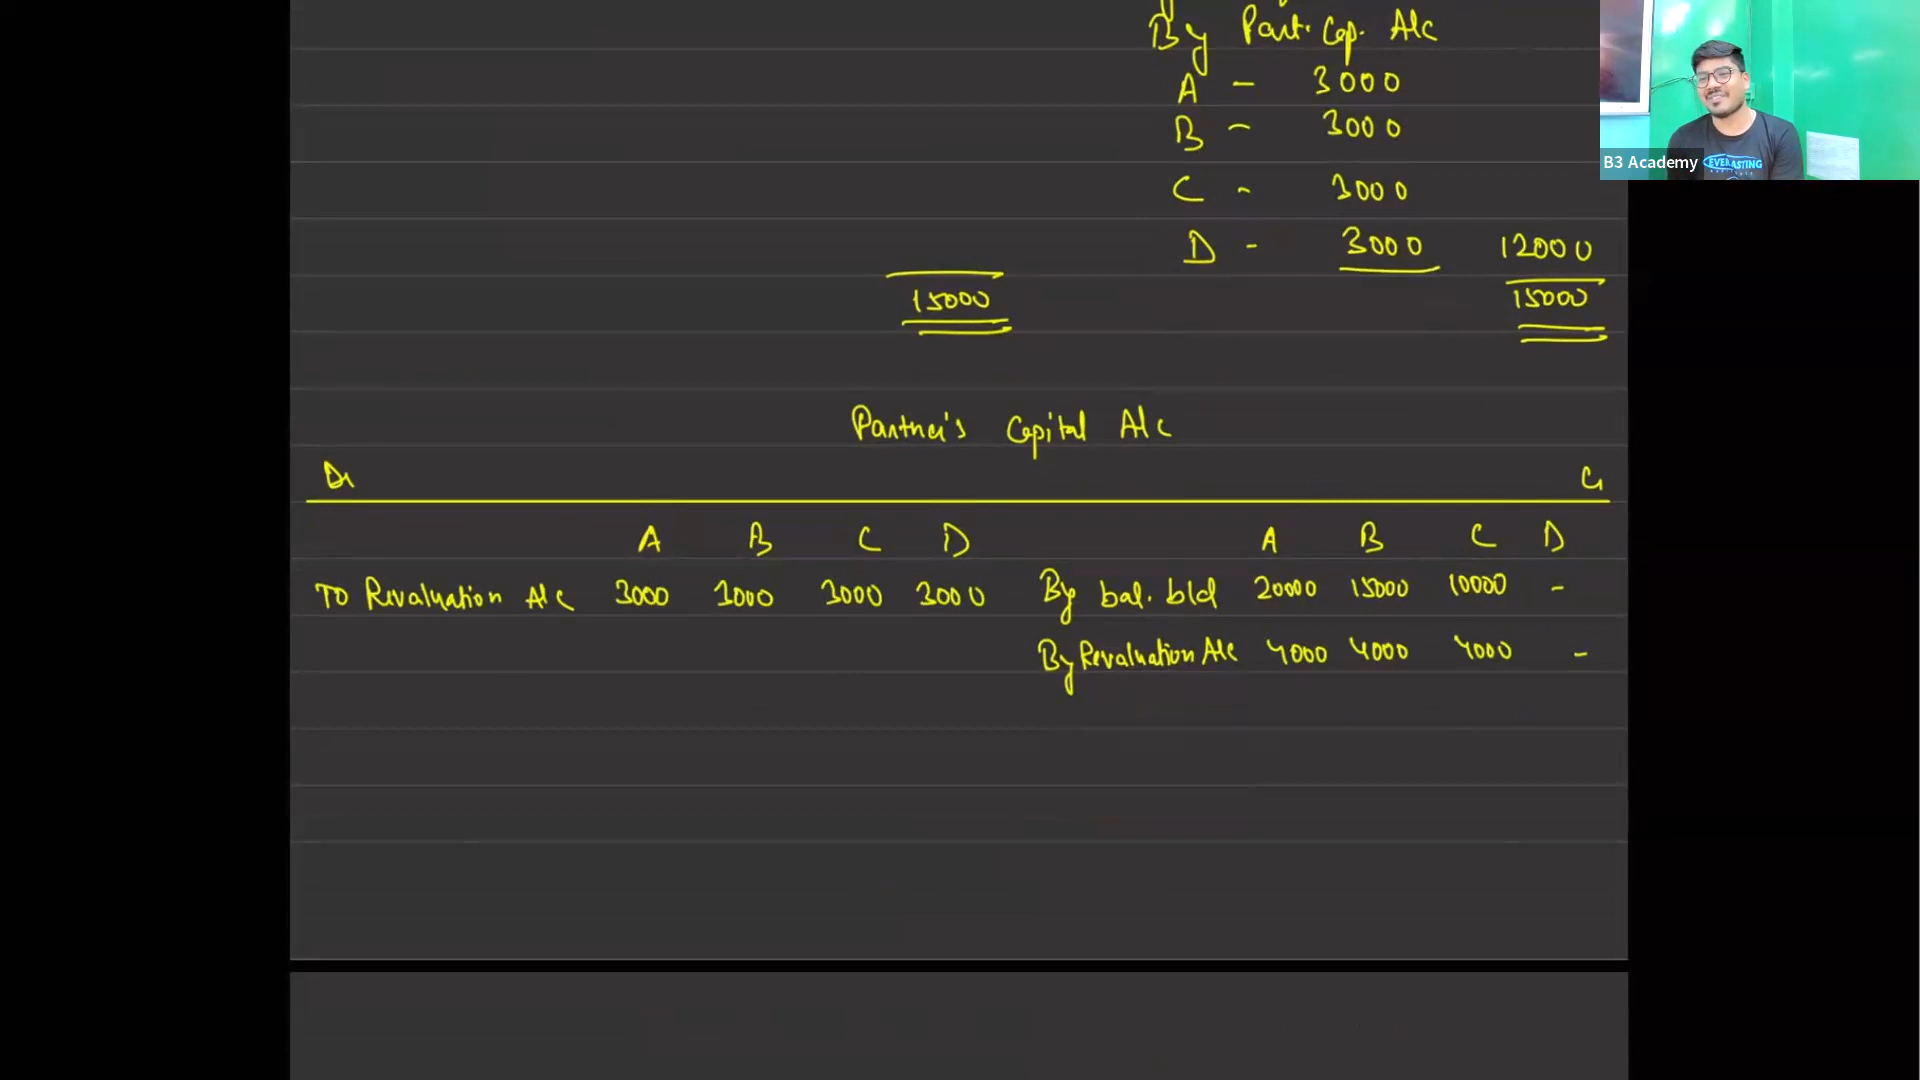 By Part. Cap. A/c
A - 3000
B - 3000
C - 3000
D - 3000 12000
15000 15000
B3 Academy
EVERLASTING
Partner's Capital A/c
Dr Cr
A B C D A B C D
To Revaluation A/c 3000 3000 3000 3000 By bal. b/d 20000 15000 10000 -
By Revaluation A/c 4000 4000 4000 -